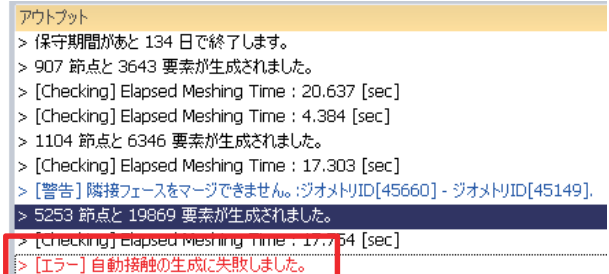 アウトプット
> 保守期間があと 134 日で終了します。
> 907 節点と 3643 要素が生成されました。
> [Checking] Elapsed Meshing Time : 20.637 [sec]
> [Checking] Elapsed Meshing Time : 4.384 [sec]
> 1104 節点と 6346 要素が生成されました。
> [Checking] Elapsed Meshing Time : 17.303 [sec]
> [警告] 隣接フェースをマージできません。:ジオメトリID[45660] - ジオメトリID[45149].
> 5253 節点と 19869 要素が生成されました。
> [Checking] Elapsed Meshing Time : 17.764 [sec]
> [エラー] 自動接触の生成に失敗しました。